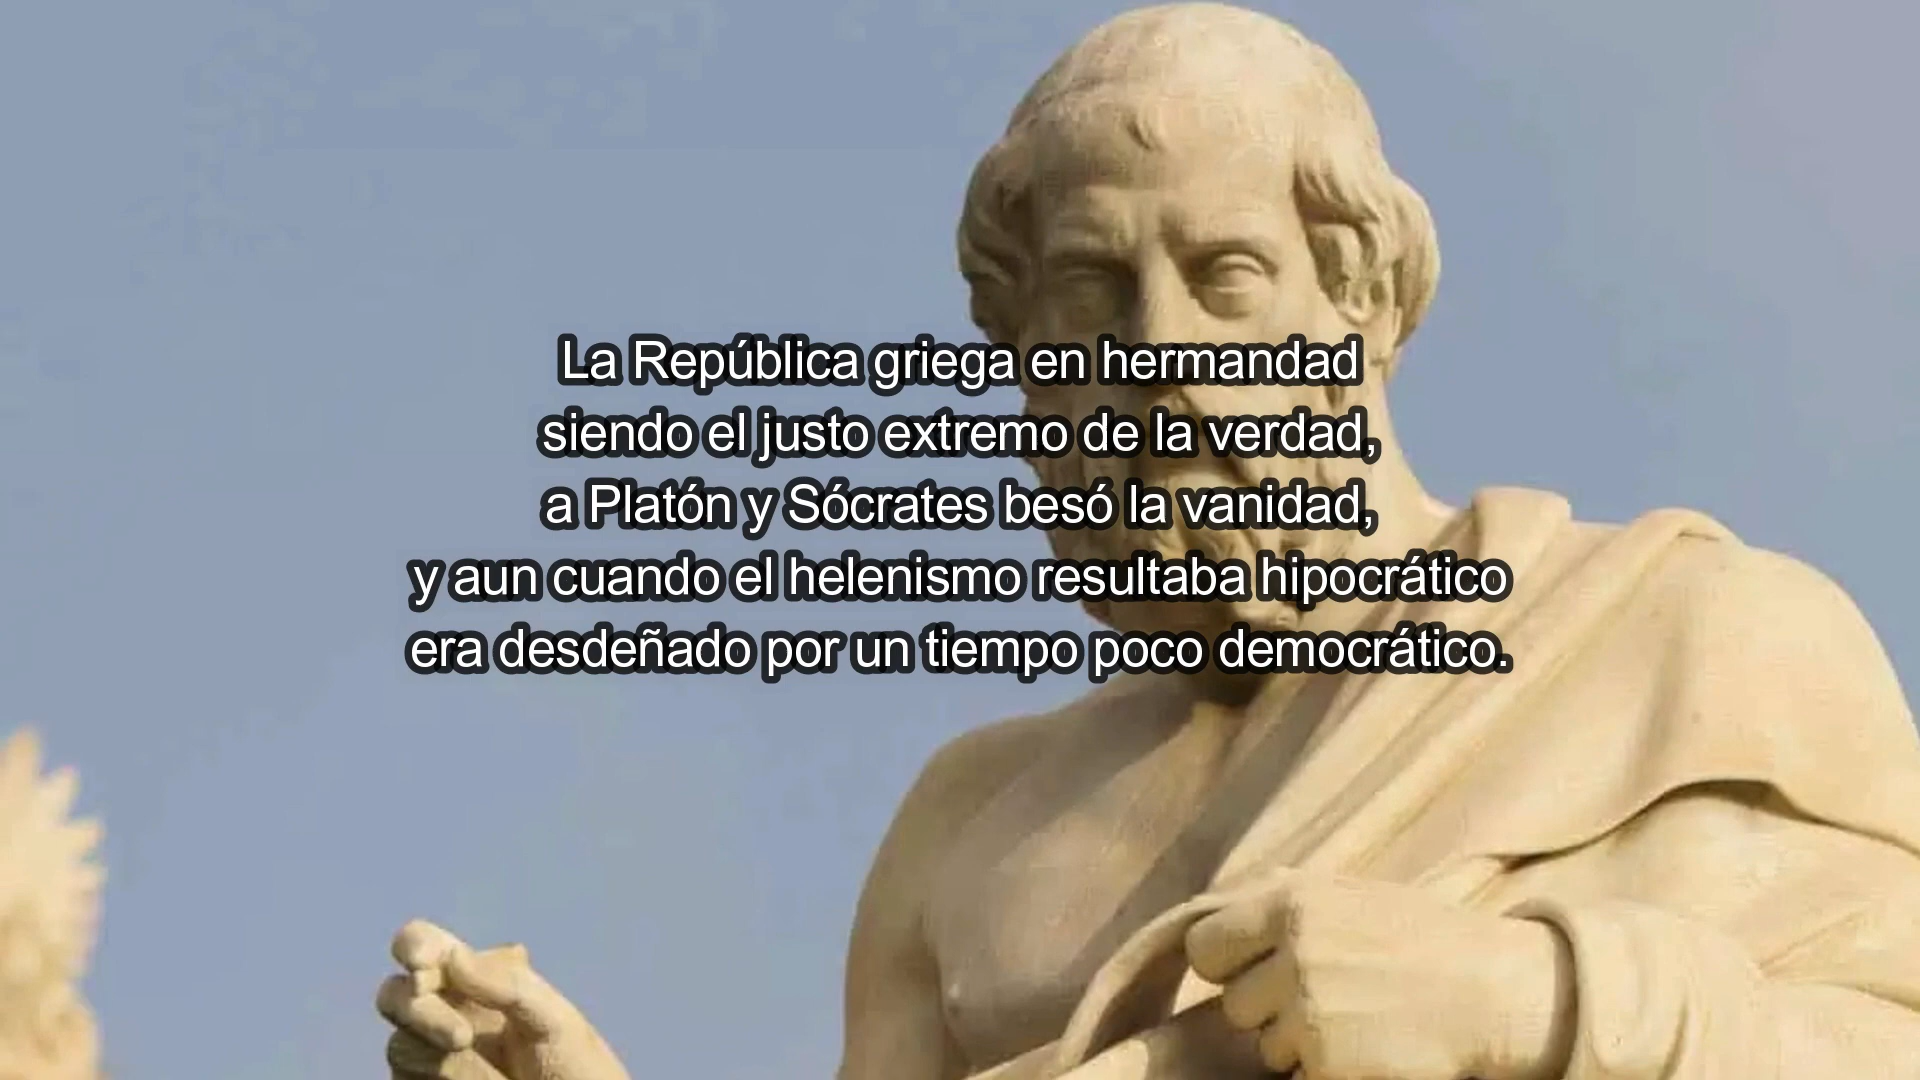 La República griega en hermandad
siendo el justo extremo de la verdad,
a Platón y Sócrates besó la vanidad,
y aun cuando el helenismo resultaba hipocrático
era desdeñado por un tiempo poco democrático.